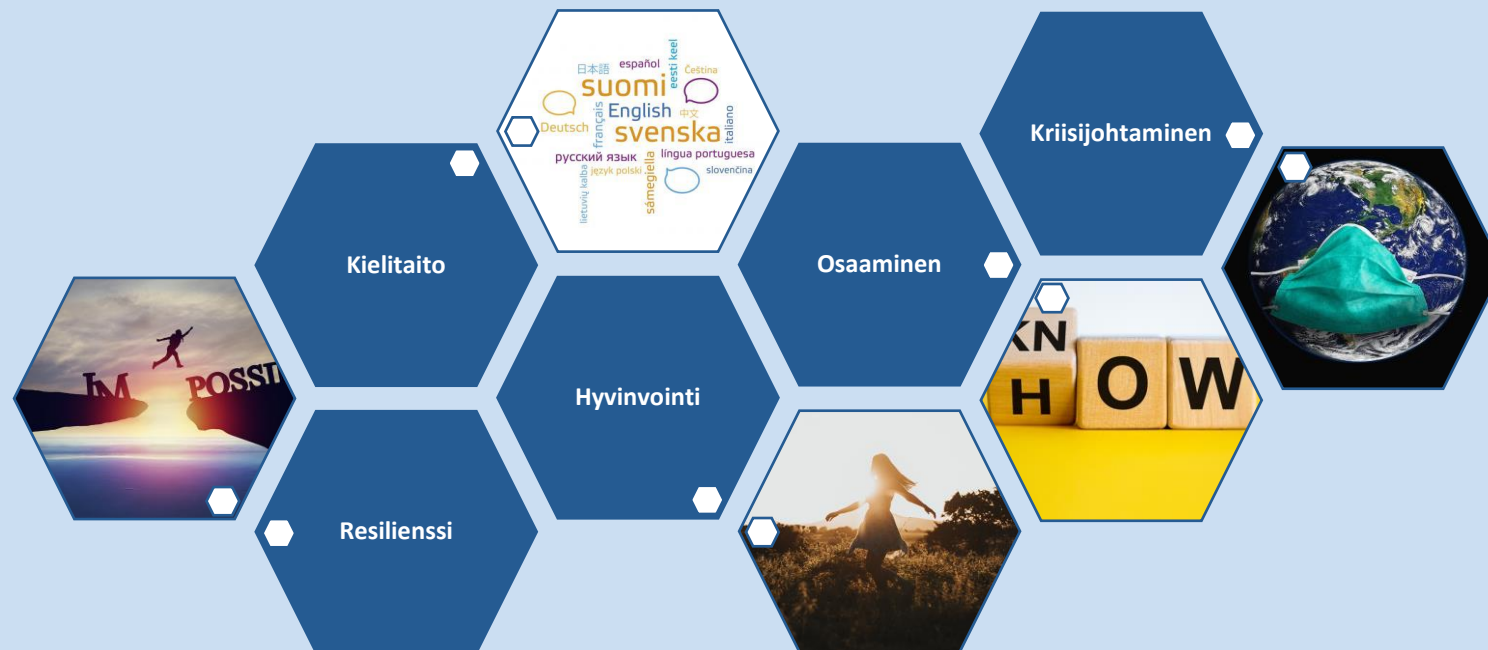 Kielitaito
Resilienssi
Hyvinvointi
Osaaminen
Kriisijohtaminen
IM POSSI
日本語
español
eesti keel
Čeština
suomi
English
中文
français
Deutsch
svenska
italiano
русский язык
língua portuguesa
język polski
slovenčina
lietuvių kalba
sámegiella
KN
H O W